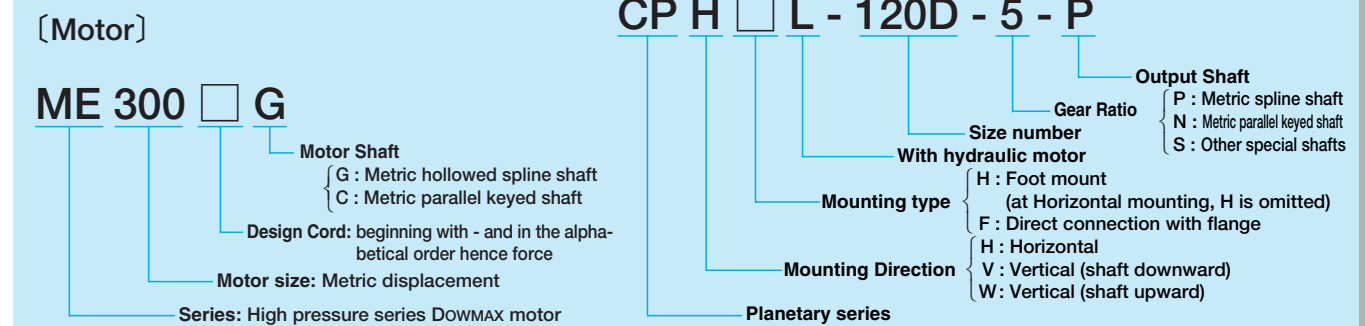 〔Motor〕
ME 300 □ G
Motor Shaft
G : Metric hollowed spline shaft
C : Metric parallel keyed shaft
Design Cord: beginning with - and in the alpha-
betical order hence force
Motor size: Metric displacement
Series: High pressure series DOWMAX motor
CP H □ L - 120D - 5 - P
Output Shaft
P : Metric spline shaft
N : Metric parallel keyed shaft
S : Other special shafts
Gear Ratio
Size number
With hydraulic motor
Mounting type
H : Foot mount
(at Horizontal mounting, H is omitted)
F : Direct connection with flange
Mounting Direction
H : Horizontal
V : Vertical (shaft downward)
W : Vertical (shaft upward)
Planetary series